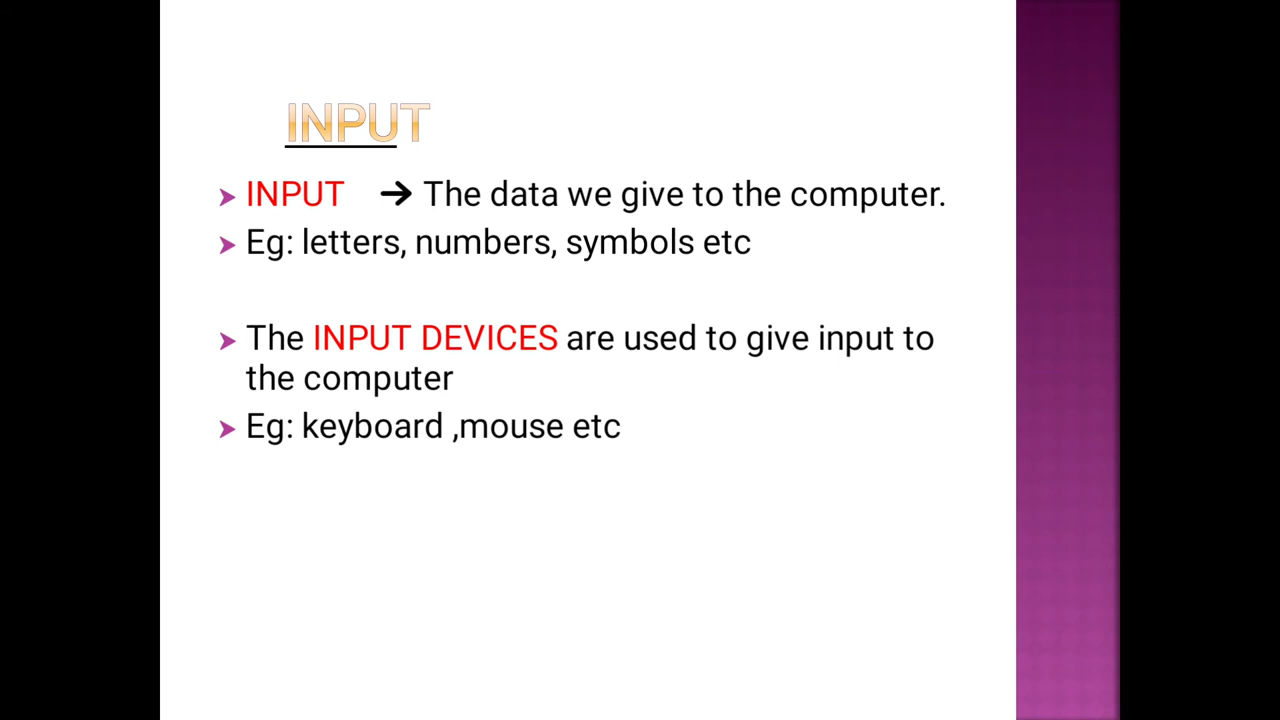 INPUT
➤ INPUT ➔ The data we give to the computer.
➤ Eg: letters, numbers, symbols etc
➤ The INPUT DEVICES are used to give input to
the computer
➤ Eg: keyboard ,mouse etc